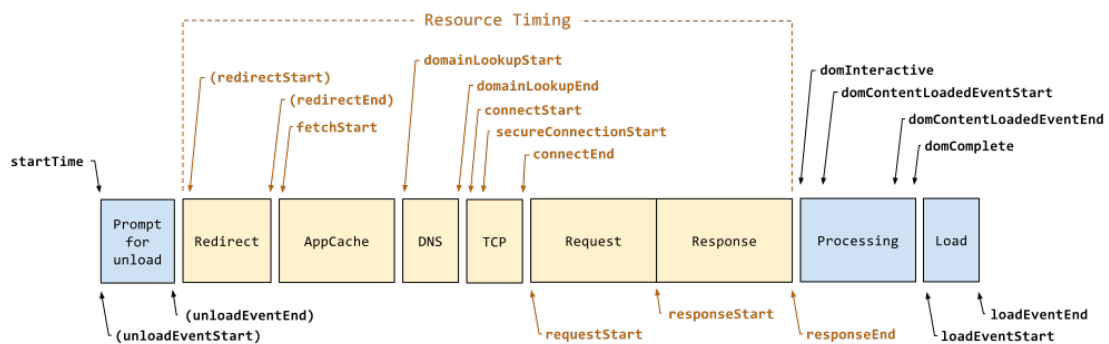 Resource Timing
domainLookupStart
(redirectStart)
domainLookupEnd
domInteractive
(redirectEnd)
connectStart
domContentLoadedEventStart
fetchStart
secureConnectionStart
domContentLoadedEventEnd
connectEnd
domComplete
startTime
Prompt
for
unload
Redirect
AppCache
DNS
TCP
Request
Response
Processing
Load
(unloadEventEnd)
responseStart
loadEventEnd
(unloadEventStart)
requestStart
responseEnd
loadEventStart